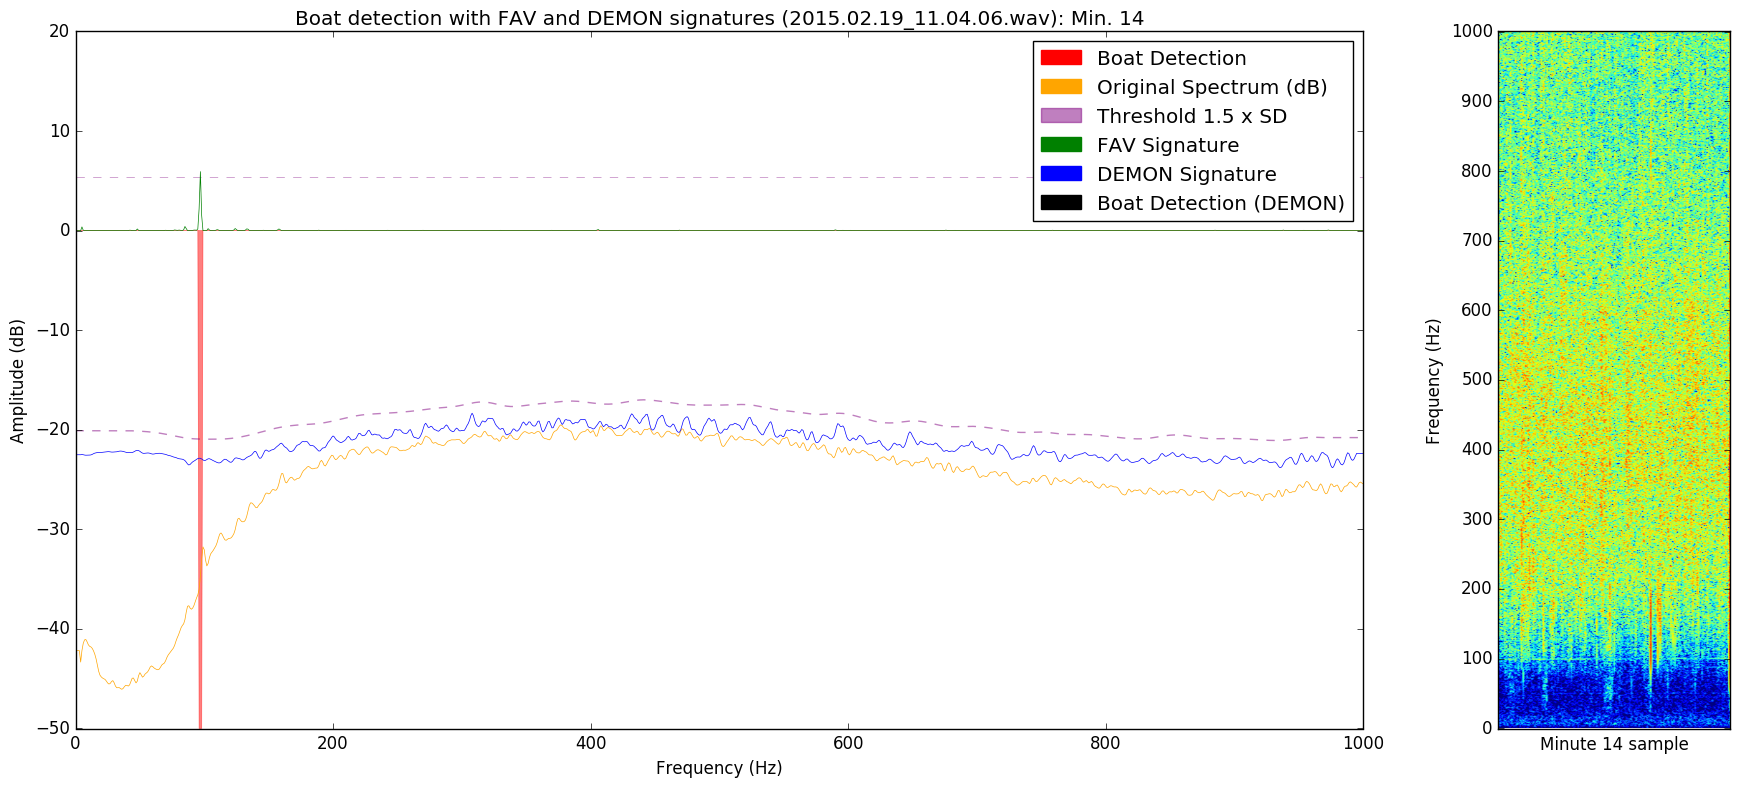 Boat detection with FAV and DEMON signatures (2015.02.19_11.04.06.wav): Min. 14
20
10
0
−10
−20
−30
−40
−50
Amplitude (dB)
0 200 400 600 800 1000
Frequency (Hz)
Boat Detection
Original Spectrum (dB)
Threshold 1.5 x SD
FAV Signature
DEMON Signature
Boat Detection (DEMON)
1000
900
800
700
600
500
400
300
200
100
0
Frequency (Hz)
Minute 14 sample